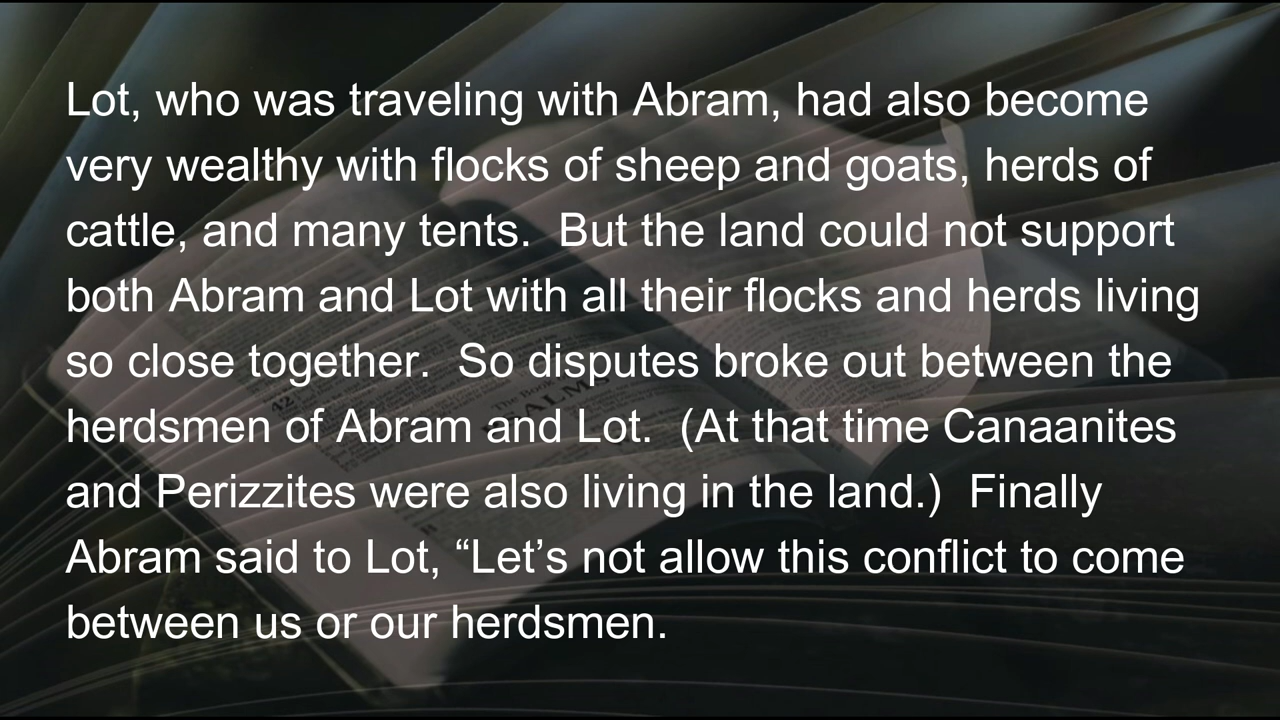 Lot, who was traveling with Abram, had also become
very wealthy with flocks of sheep and goats, herds of
cattle, and many tents.  But the land could not support
both Abram and Lot with all their flocks and herds living
so close together.  So disputes broke out between the
herdsmen of Abram and Lot.  (At that time Canaanites
and Perizzites were also living in the land.)  Finally
Abram said to Lot, “Let’s not allow this conflict to come
between us or our herdsmen.
42
The Book
PSALMS